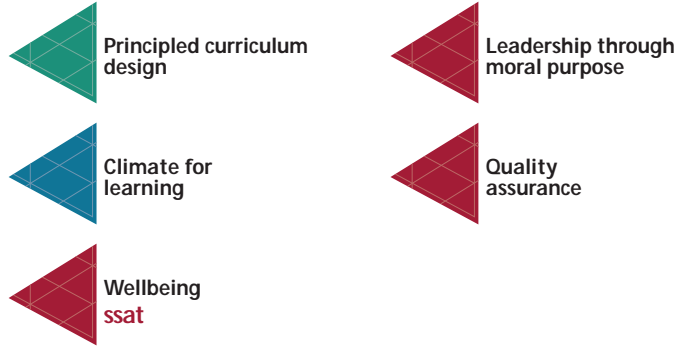 Principled curriculum
design
Climate for
learning
Wellbeing
ssat
Leadership through
moral purpose
Quality
assurance